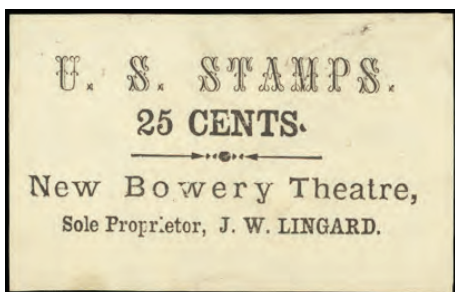 U. S. STAMPS.
25 CENTS.
New Bowery Theatre,
Sole Proprietor, J. W. LINGARD.